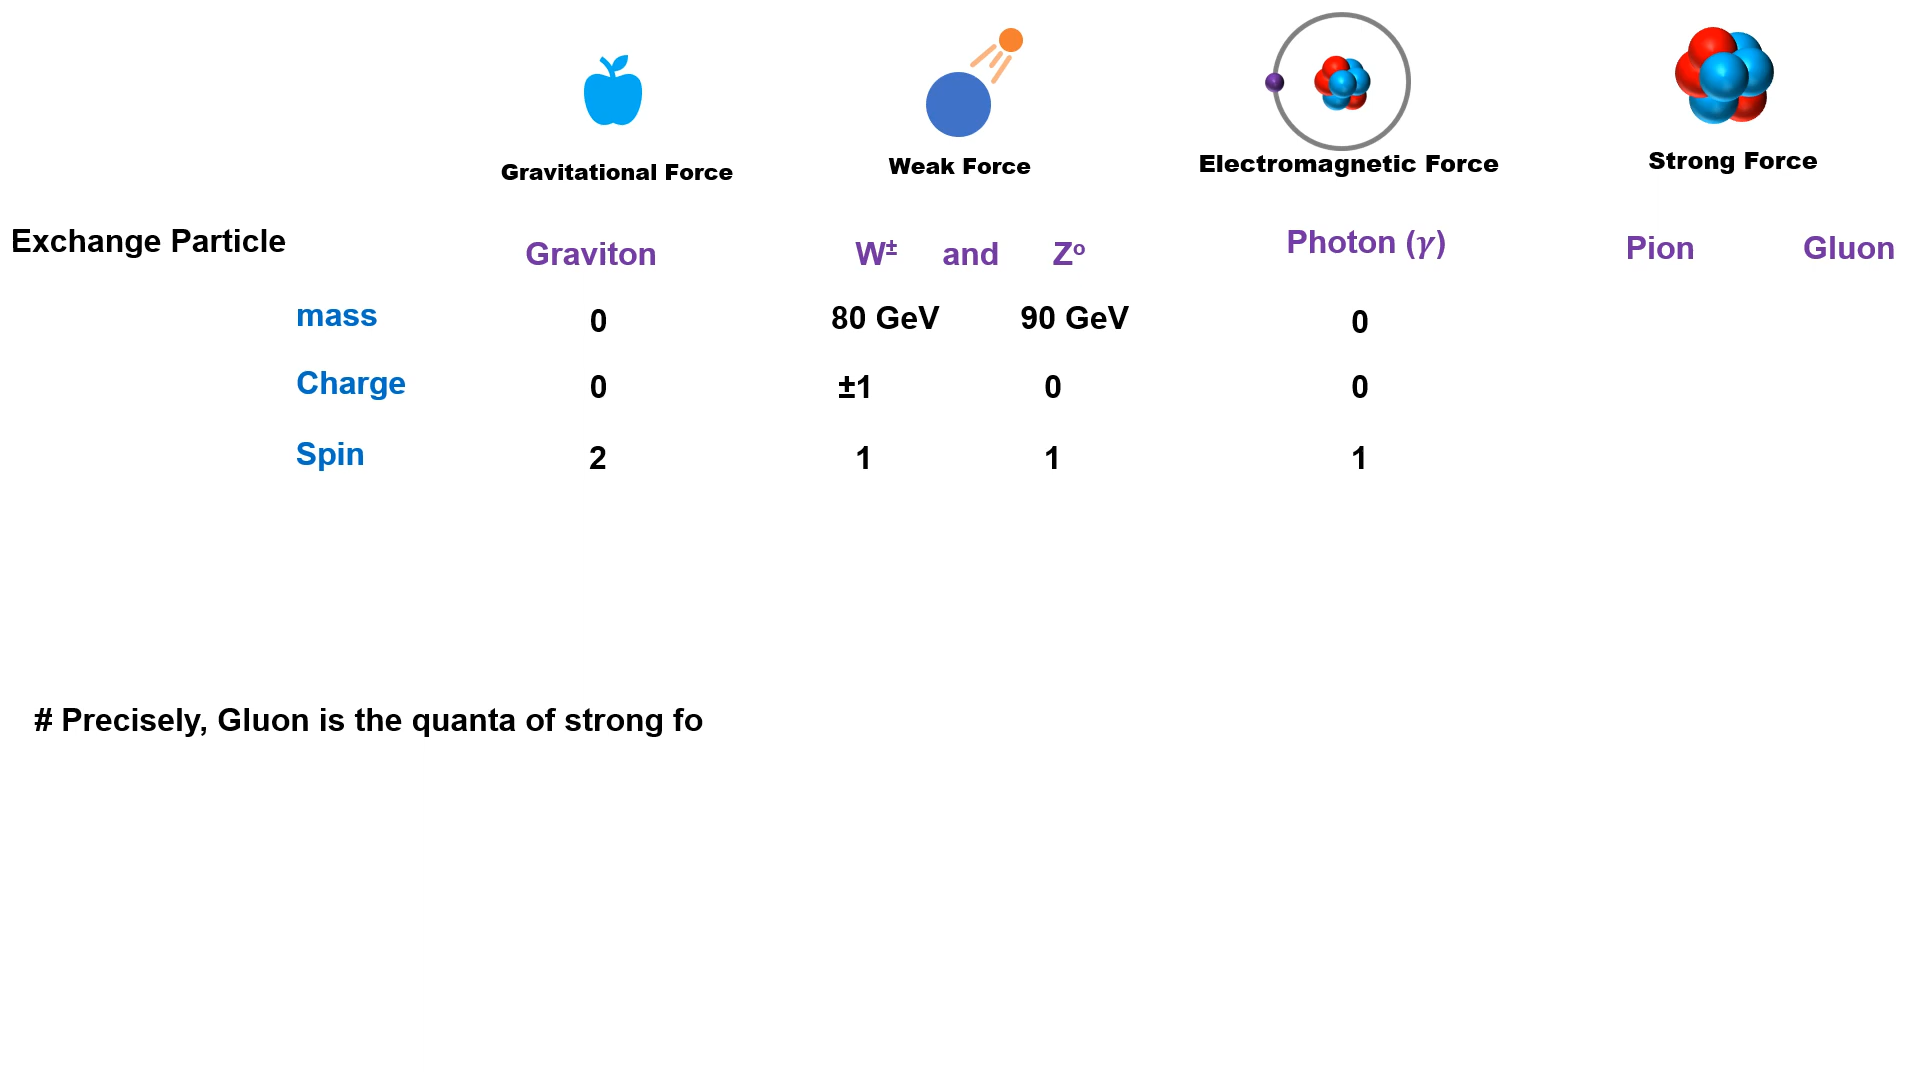 Gravitational Force Weak Force Electromagnetic Force Strong Force
Exchange Particle Graviton W± and Zº Photon (γ) Pion Gluon
mass 0 80 GeV 90 GeV 0
Charge 0 ±1 0 0
Spin 2 1 1 1
# Precisely, Gluon is the quanta of strong fo